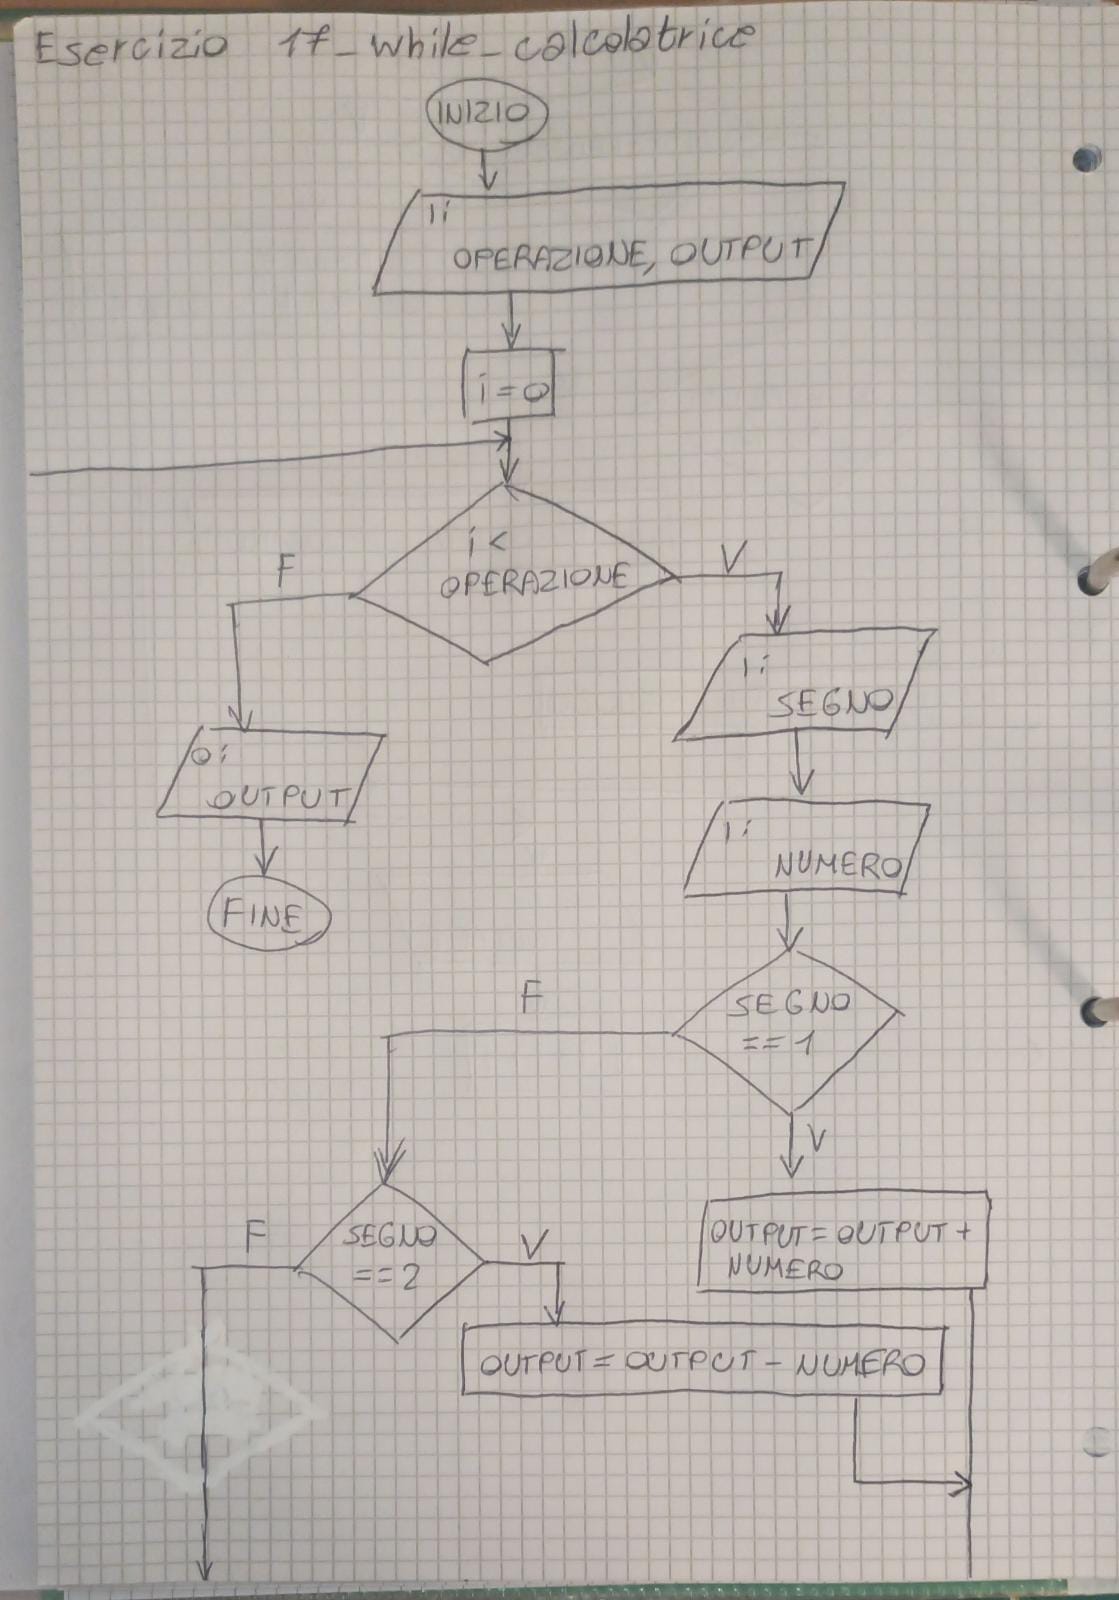 Esercizio 17_while_calcolatrice
INIZIO
I:
OPERAZIONE, OUTPUT
i=0
i<
OPERAZIONE
F
V
I:
SEGNO
O:
OUTPUT
I:
NUMERO
FINE
SEGNO
==1
F
V
SEGNO
==2
F
V
OUTPUT=OUTPUT+
NUMERO
OUTPUT=OUTPUT-NUMERO